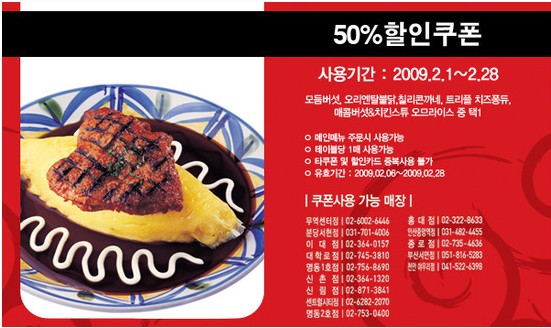 50%할인쿠폰
사용기간 : 2009.2.1~2.28
모듬버섯, 오리엔탈불닭,칠리콘까네, 트리플 치즈퐁듀,
매콤버섯&치킨스튜 오므라이스 중 택1
메인메뉴 주문시 사용가능
테이블당 1매 사용가능
타쿠폰 및 할인카드 중복사용 불가
유효기간 : 2009.02.06~2009.02.28
| 쿠폰사용 가능 매장 |
무역센터점 | 02-6002-6446
분당서현점 | 031-701-4006
이 대 점 | 02-364-0157
대학로점 | 02-745-3810
명동1호점 | 02-756-8690
신 촌 점 | 02-364-1320
신 림 점 | 02-871-3841
센트럴시티점 | 02-6282-2070
명동2호점 | 02-753-0400
홍 대 점 | 02-322-8633
안산중앙역점 | 031-482-4455
종 로 점 | 02-735-4636
부산서면점 | 051-816-5283
천안 야우리점 | 041-522-6398